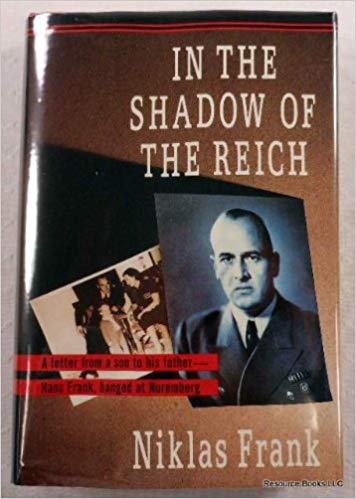 IN THE
SHADOW OF
THE REICH
A letter from a son to his father—
Hans Frank, hanged at Nuremberg
Niklas Frank
Resource Books LLC